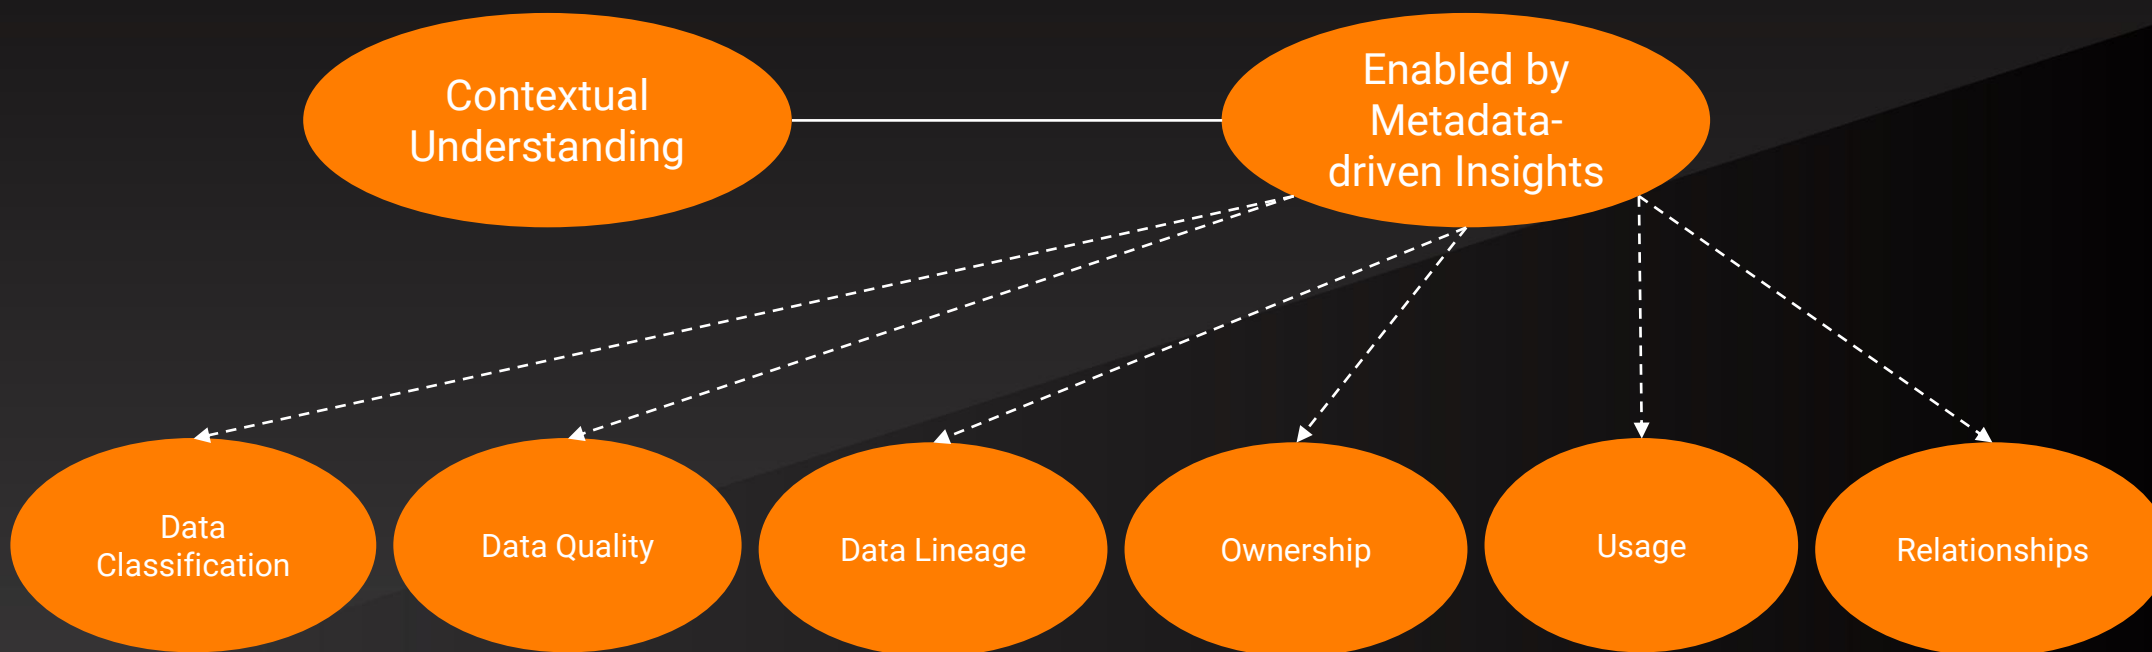 Contextual
Understanding
Enabled by
Metadata-
driven Insights
Data
Classification
Data Quality
Data Lineage
Ownership
Usage
Relationships